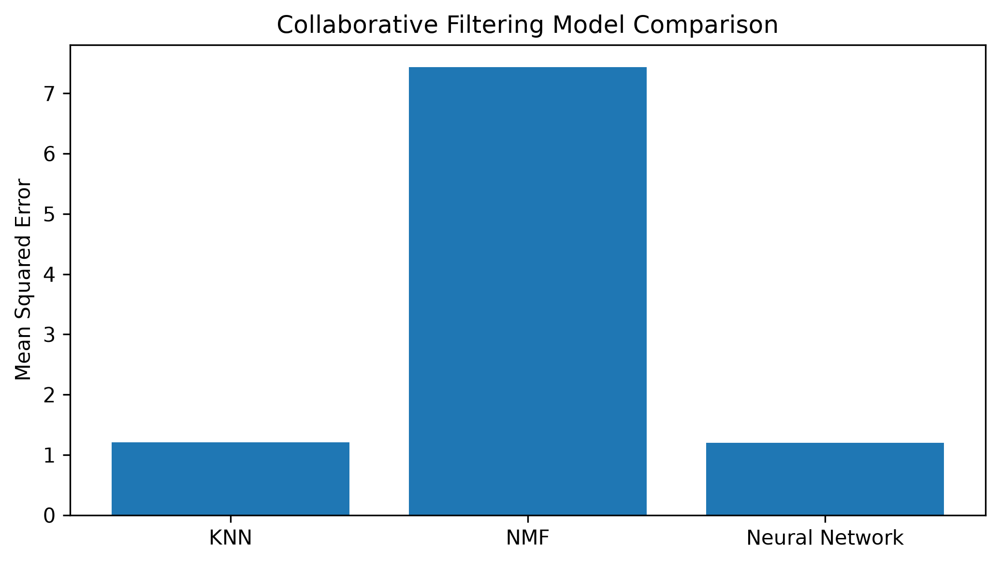 Collaborative Filtering Model Comparison
Mean Squared Error
7
6
5
4
3
2
1
0
KNN
NMF
Neural Network